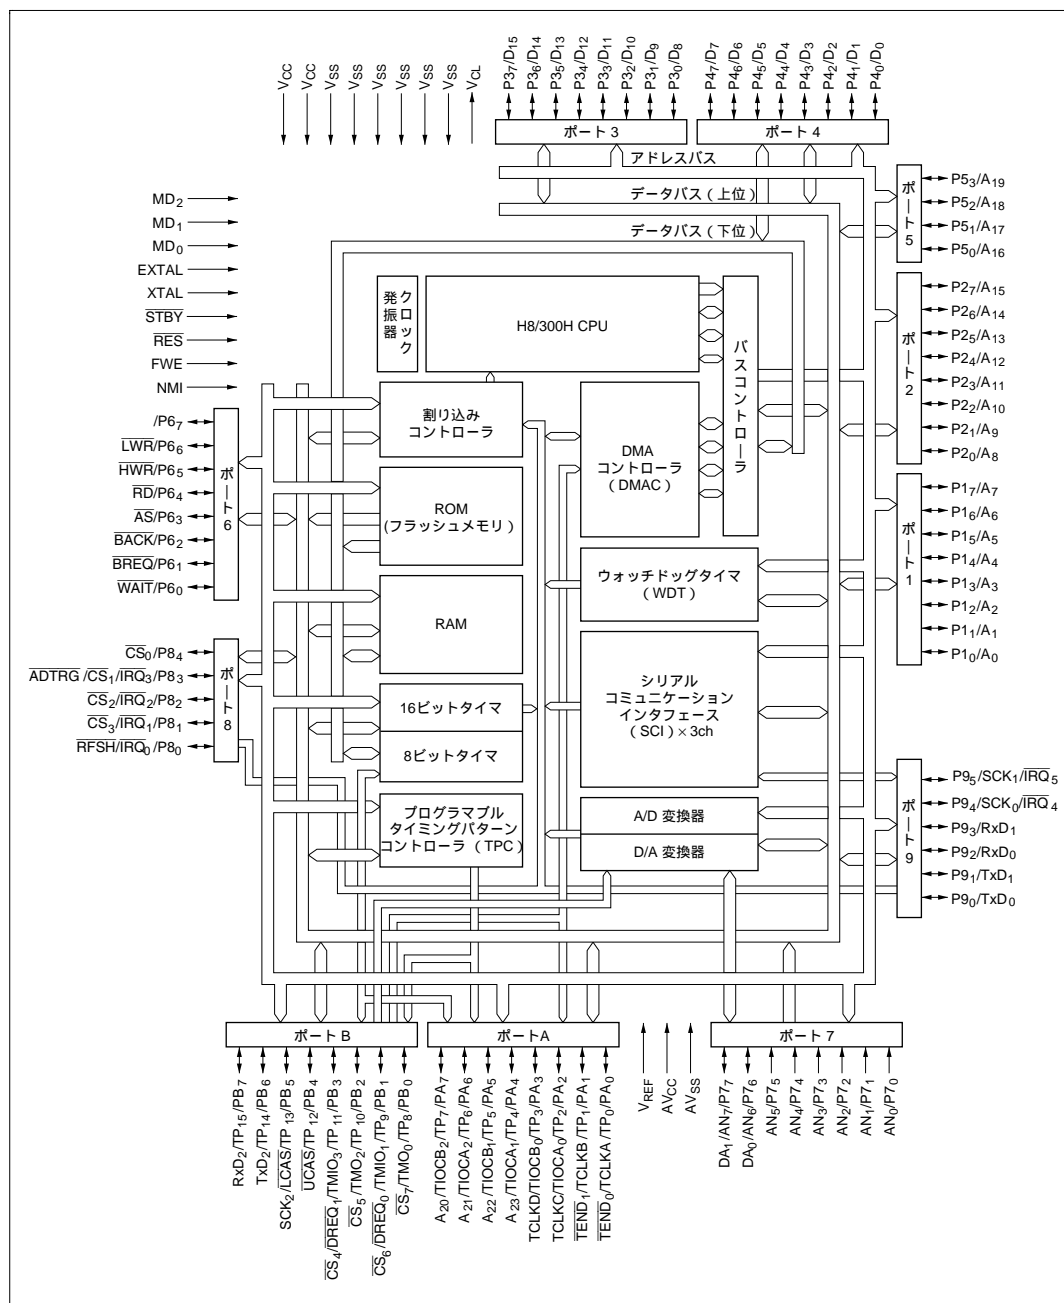 VCC
VCC
VSS
VSS
VSS
VSS
VSS
VSS
VCL
P37/D15
P36/D14
P35/D13
P34/D12
P33/D11
P32/D10
P31/D9
P30/D8
P47/D7
P46/D6
P45/D5
P44/D4
P43/D3
P42/D2
P41/D1
P40/D0
ポート3
ポート4
アドレスバス
データバス（上位）
データバス（下位）
MD2
MD1
MD0
EXTAL
XTAL
STBY
RES
FWE
NMI
P53/A19
P52/A18
P51/A17
P50/A16
ポート5
クロック
発振器
H8/300H CPU
バスコントローラ
P27/A15
P26/A14
P25/A13
P24/A12
P23/A11
P22/A10
P21/A9
P20/A8
ポート2
割り込み
コントローラ
DMA
コントローラ
（DMAC）
/P67
LWR/P66
HWR/P65
RD/P64
AS/P63
BACK/P62
BREQ/P61
WAIT/P60
ポート6
ROM
(フラッシュメモリ)
P17/A7
P16/A6
P15/A5
P14/A4
P13/A3
P12/A2
P11/A1
P10/A0
ポート1
ウォッチドッグタイマ
（WDT）
RAM
CS0/P84
ADTRG/CS1/IRQ3/P83
CS2/IRQ2/P82
CS3/IRQ1/P81
RFSH/IRQ0/P80
ポート8
シリアル
コミュニケーション
インタフェース
（SCI）×3ch
16ビットタイマ
8ビットタイマ
プログラマブル
タイミングパターン
コントローラ（TPC）
A/D 変換器
D/A 変換器
P95/SCK1/IRQ5
P94/SCK0/IRQ4
P93/RxD1
P92/RxD0
P91/TxD1
P90/TxD0
ポート9
ポートB
ポートA
ポート7
RxD2/TP15/PB7
TxD2/TP14/PB6
SCK2/LCAS/TP13/PB5
UCAS/TP12/PB4
CS4/DREQ1/TMIO3/TP11/PB3
CS5/TMO2/TP10/PB2
CS6/DREQ0/TMIO1/TP9/PB1
CS7/TMO0/TP8/PB0
A20/TIOCB2/TP7/PA7
A21/TIOCA2/TP6/PA6
A22/TIOCB1/TP5/PA5
A23/TIOCA1/TP4/PA4
TCLKD/TIOCB0/TP3/PA3
TCLKC/TIOCA0/TP2/PA2
TEND1/TCLKB/TP1/PA1
TEND0/TCLKA/TP0/PA0
VREF
AVCC
AVSS
DA1/AN7/P77
DA0/AN6/P76
AN5/P75
AN4/P74
AN3/P73
AN2/P72
AN1/P71
AN0/P70